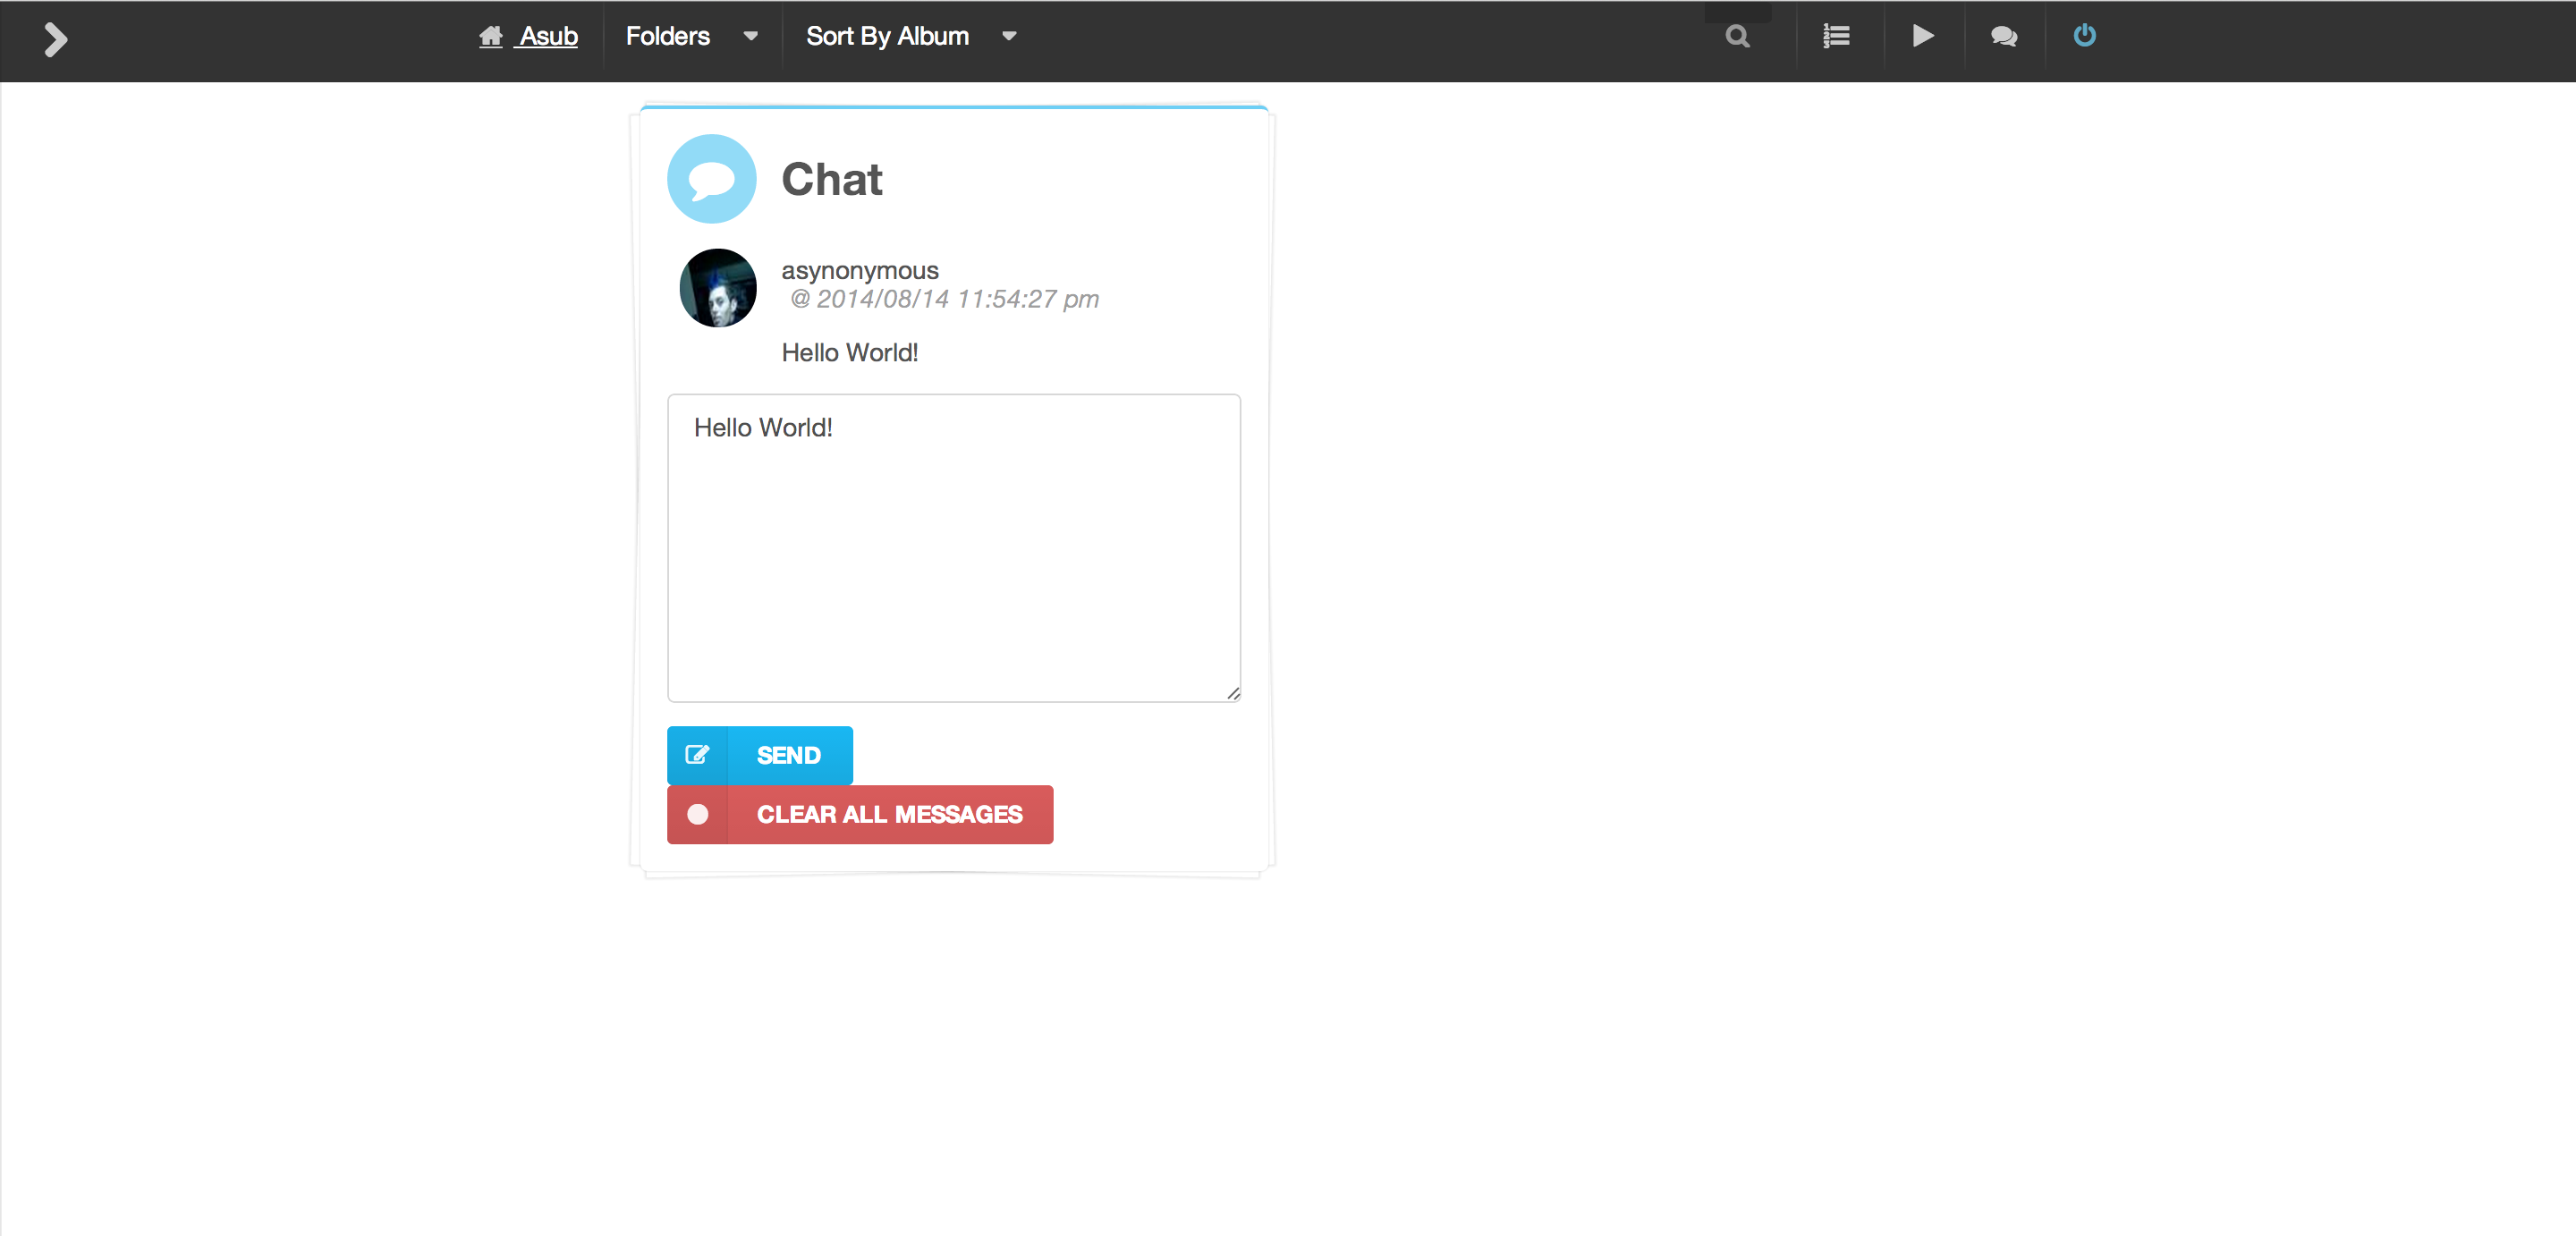 Asub Folders Sort By Album
Chat
asynonymous
@ 2014/08/14 11:54:27 pm
Hello World!
Hello World!
SEND
CLEAR ALL MESSAGES